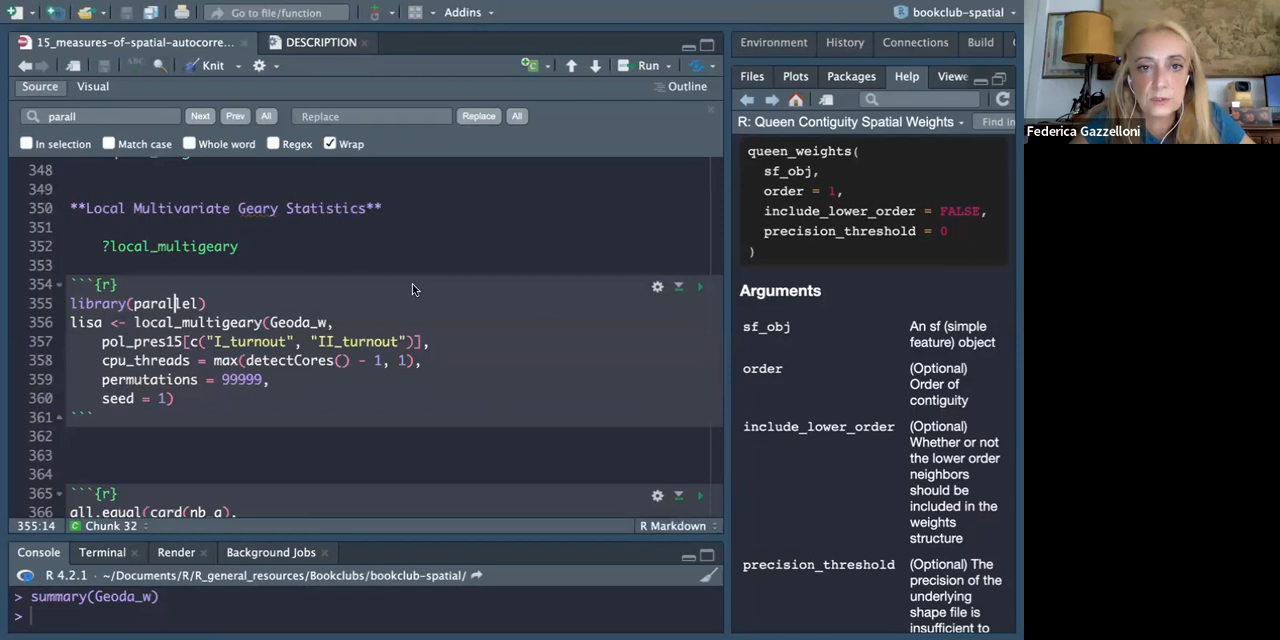 Go to file/function
Addins
bookclub-spatial
15_measures-of-spatial-autocorre...
DESCRIPTION
ABC
Knit
Run
Source
Visual
Outline
parall
Next
Prev
All
Replace
Replace
All
In selection
Match case
Whole word
Regex
Wrap
348
349
350 **Local Multivariate Geary Statistics**
351
352 ?local_multigeary
353
354 ```{r}
355 library(parallel)
356 lisa <- local_multigeary(Geoda_w,
357 pol_pres15[c("I_turnout", "II_turnout")],
358 cpu_threads = max(detectCores() - 1, 1),
359 permutations = 99999,
360 seed = 1)
361 ```
362
363
364
365 ```{r}
366 all.equal(card(nb_q),
355:14
Chunk 32
R Markdown
Console
Terminal
Render
Background Jobs
R 4.2.1 · ~/Documents/R/R_general_resources/Bookclubs/bookclub-spatial/
> summary(Geoda_w)
>
Environment
History
Connections
Build
Files
Plots
Packages
Help
Viewe
R: Queen Contiguity Spatial Weights
Find in
queen_weights(
sf_obj,
order = 1,
include_lower_order = FALSE,
precision_threshold = 0
)
Arguments
sf_obj
An sf (simple
feature) object
order
(Optional)
Order of
contiguity
include_lower_order
(Optional)
Whether or not
the lower order
neighbors
should be
included in the
weights
structure
precision_threshold
(Optional) The
precision of the
underlying
shape file is
insufficient to
Federica Gazzelloni